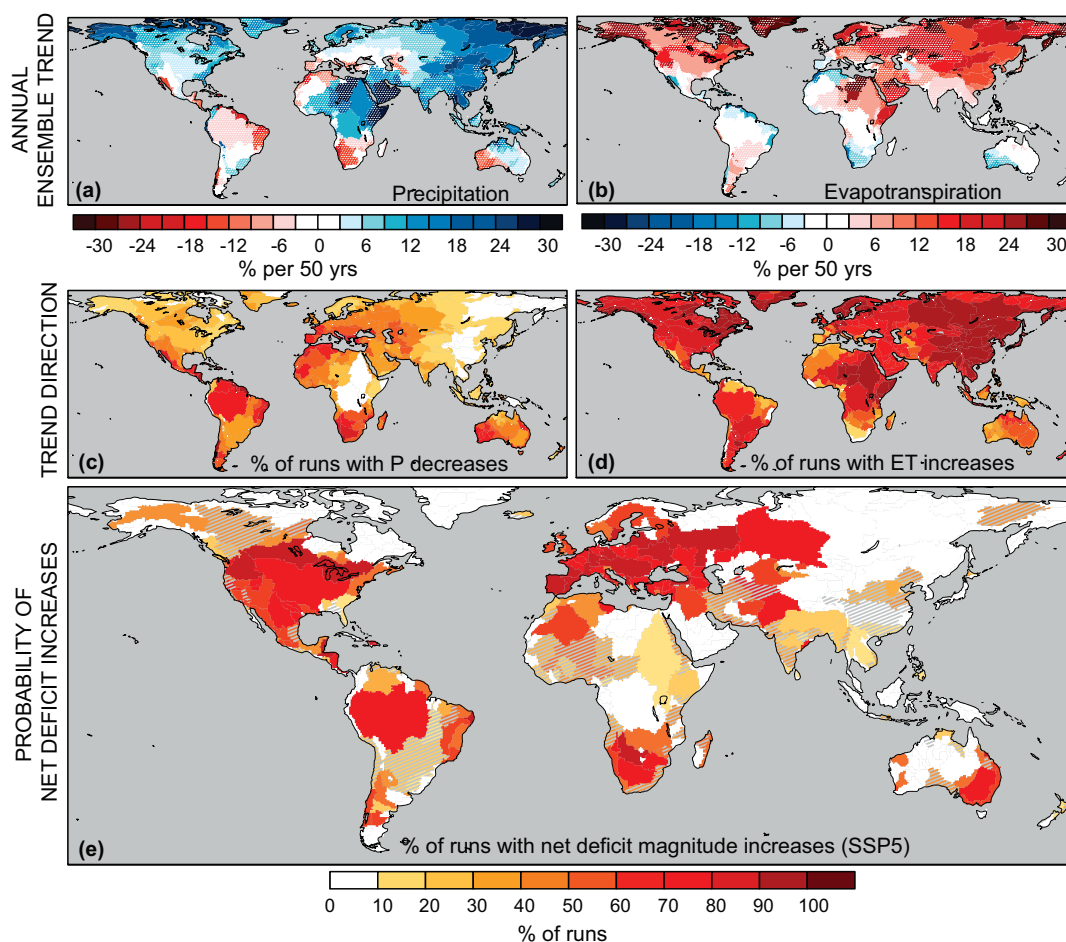 ANNUAL
ENSEMBLE TREND
(a)
Precipitation
(b)
Evapotranspiration
-30 -24 -18 -12 -6 0 6 12 18 24 30
% per 50 yrs
-30 -24 -18 -12 -6 0 6 12 18 24 30
% per 50 yrs
TREND DIRECTION
(c)
% of runs with P decreases
(d)
% of runs with ET increases
PROBABILITY OF
NET DEFICIT INCREASES
(e)
% of runs with net deficit magnitude increases (SSP5)
0 10 20 30 40 50 60 70 80 90 100
% of runs